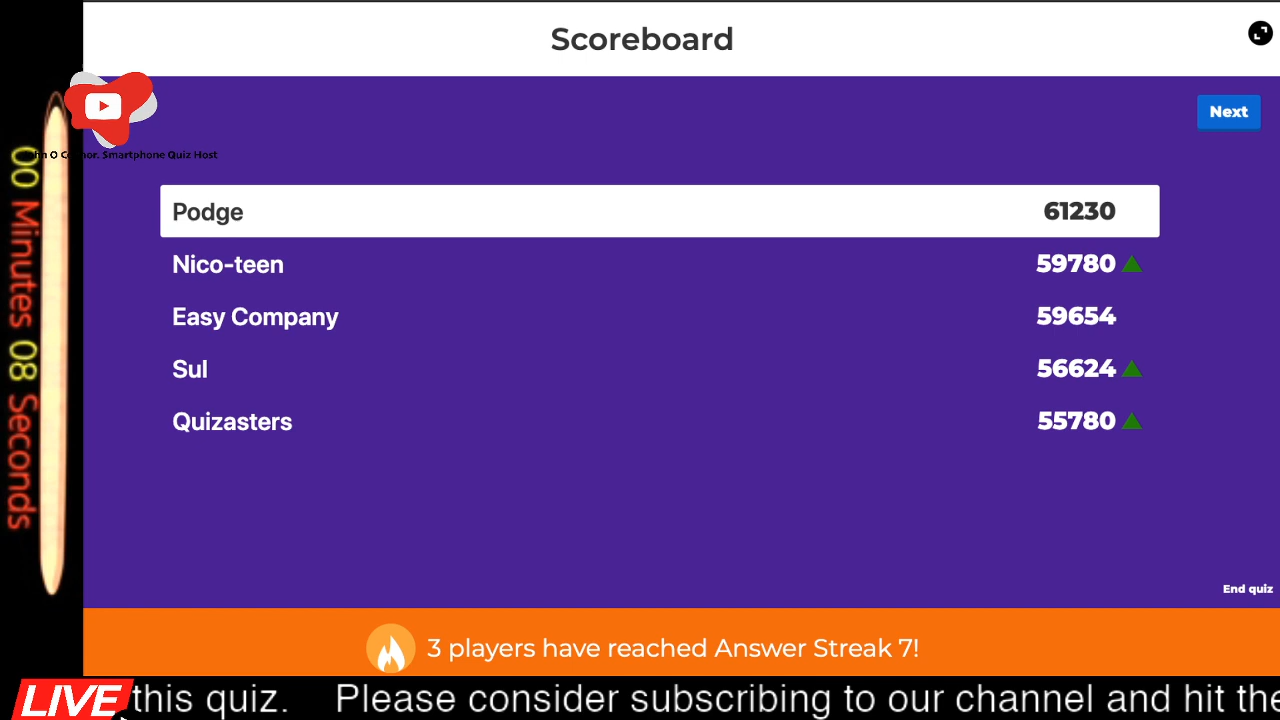 Scoreboard
Next
O C nor. Smartphone Quiz Host
00 Minutes 08 Seconds
Podge 61230
Nico-teen 59780
Easy Company 59654
Sul 56624
Quizasters 55780
End quiz
3 players have reached Answer Streak 7!
LIVE this quiz. Please consider subscribing to our channel and hit the